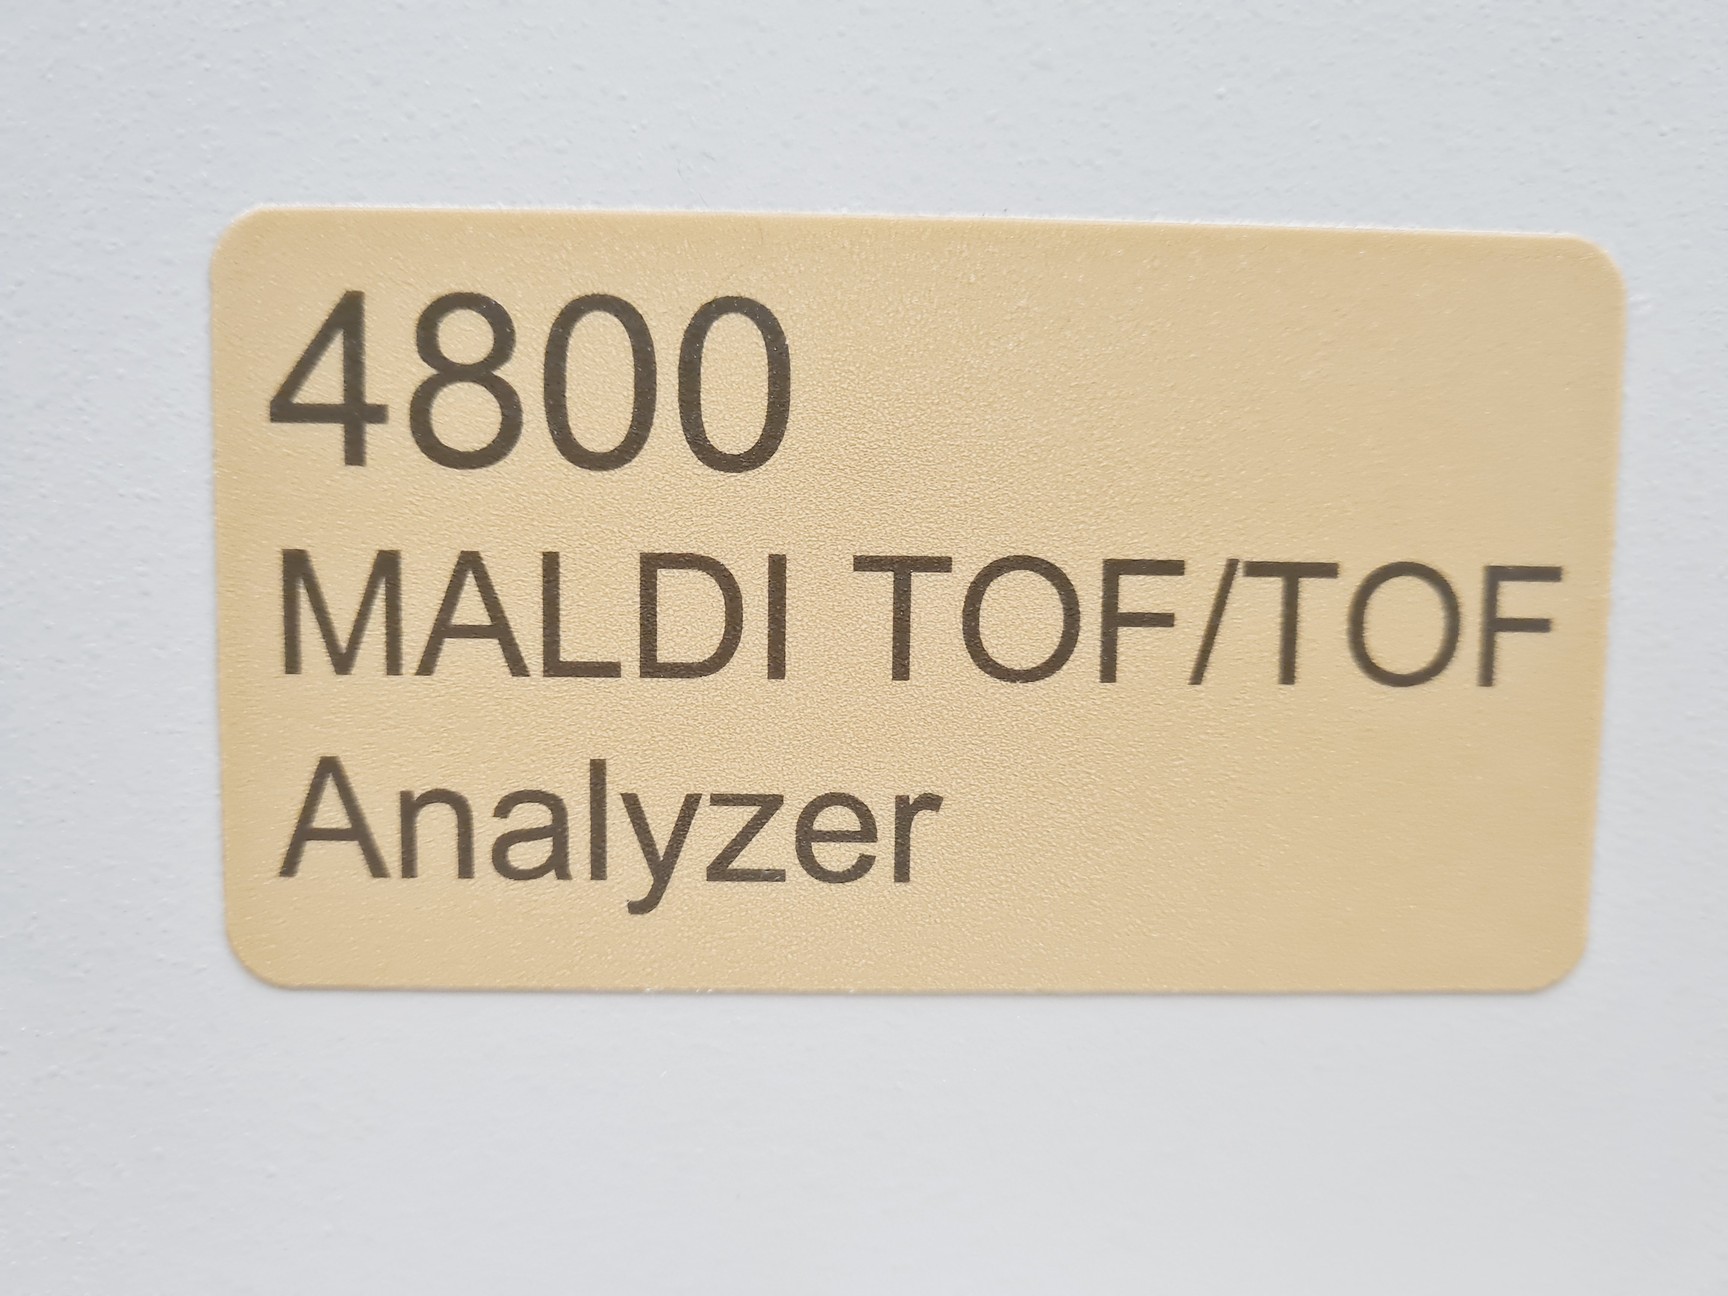 4800
MALDI TOF/TOF
Analyzer